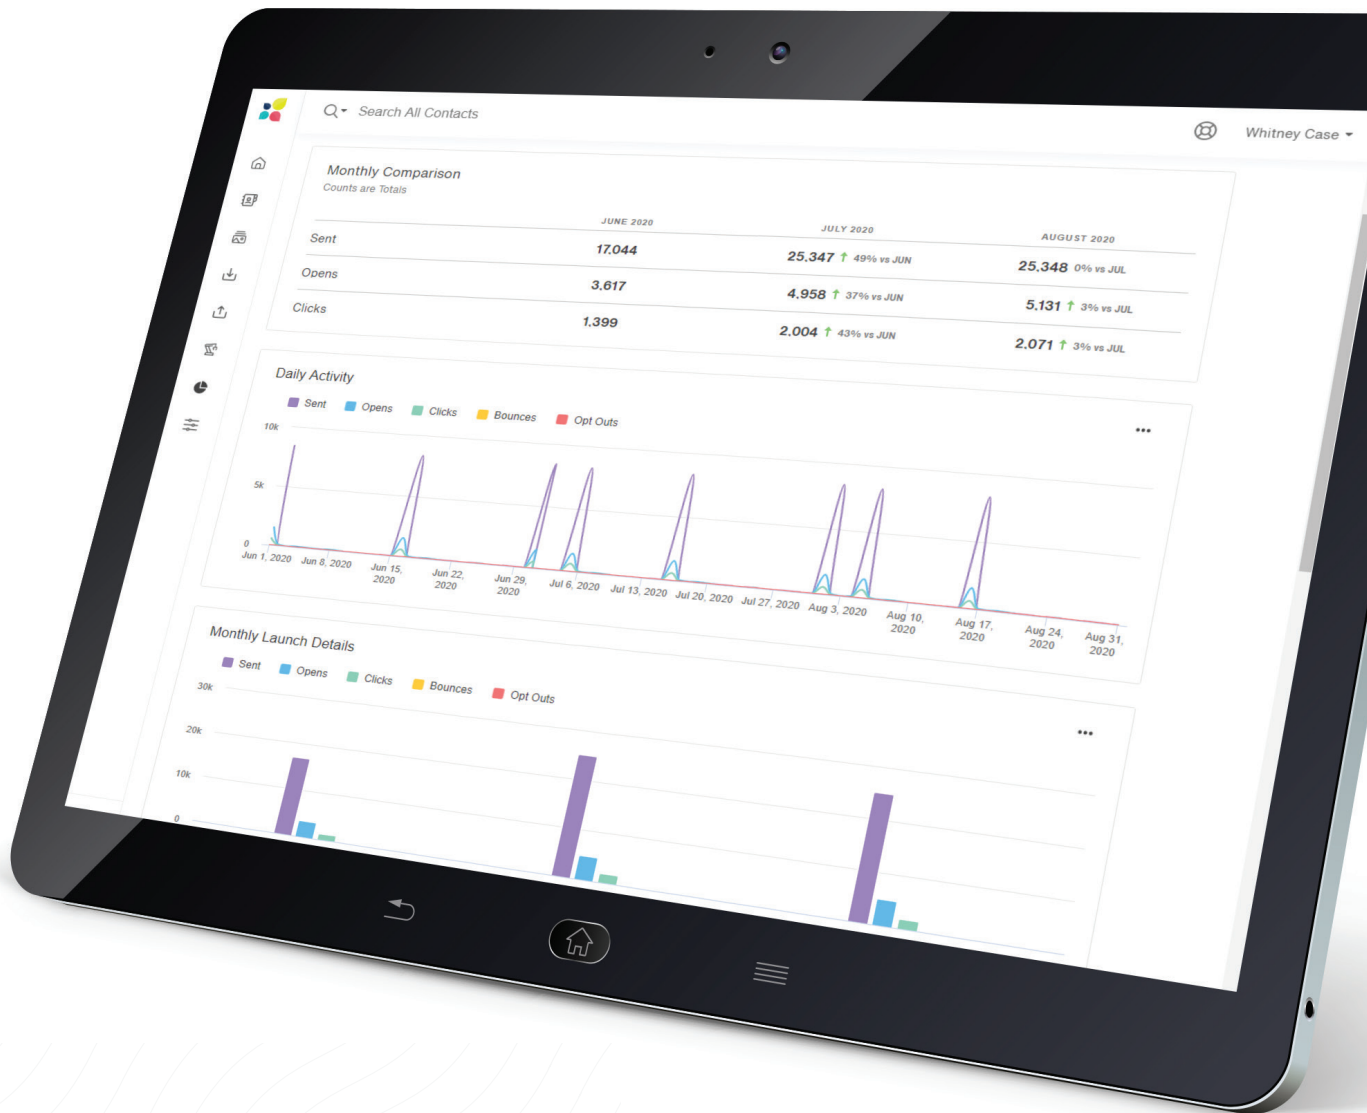 Search All Contacts
Whitney Case
Monthly Comparison
Counts are Totals
JUNE 2020 JULY 2020 AUGUST 2020
Sent 17,044 25,347 ↑ 49% vs JUN 25,348 0% vs JUL
Opens 3,617 4,958 ↑ 37% vs JUN 5,131 ↑ 3% vs JUL
Clicks 1,399 2,004 ↑ 43% vs JUN 2,071 ↑ 3% vs JUL
Daily Activity
Sent Opens Clicks Bounces Opt Outs
10k
5k
0
Jun 1, 2020 Jun 8, 2020 Jun 15, 2020 Jun 22, 2020 Jun 29, 2020 Jul 6, 2020 Jul 13, 2020 Jul 20, 2020 Jul 27, 2020 Aug 3, 2020 Aug 10, 2020 Aug 17, 2020 Aug 24, 2020 Aug 31, 2020
Monthly Launch Details
Sent Opens Clicks Bounces Opt Outs
30k
20k
10k
0